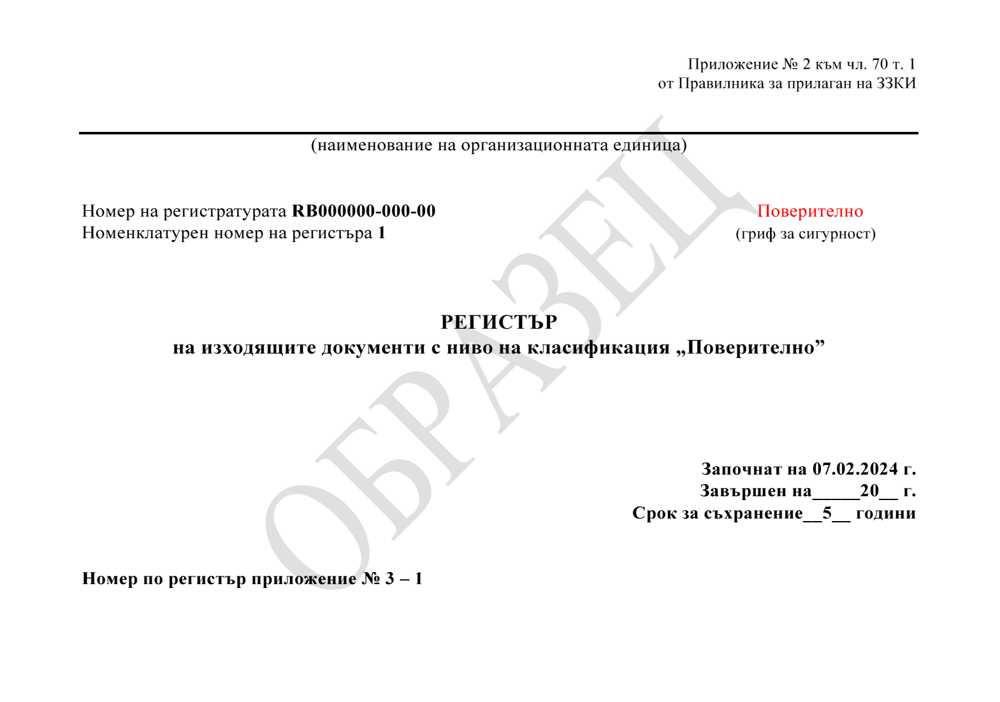 Приложение № 2 към чл. 70 т. 1
от Правилника за прилаган на ЗЗКИ
(наименование на организационната единица)
Номер на регистратурата RB000000-000-00
Поверително
Номенклатурен номер на регистъра 1
(гриф за сигурност)
РЕГИСТЪР
на изходящите документи с ниво на класификация „Поверително”
Започнат на 07.02.2024 г.
Завършен на_____20__ г.
Срок за съхранение__5__ години
Номер по регистър приложение № 3 – 1
ОБРАЗЕЦ